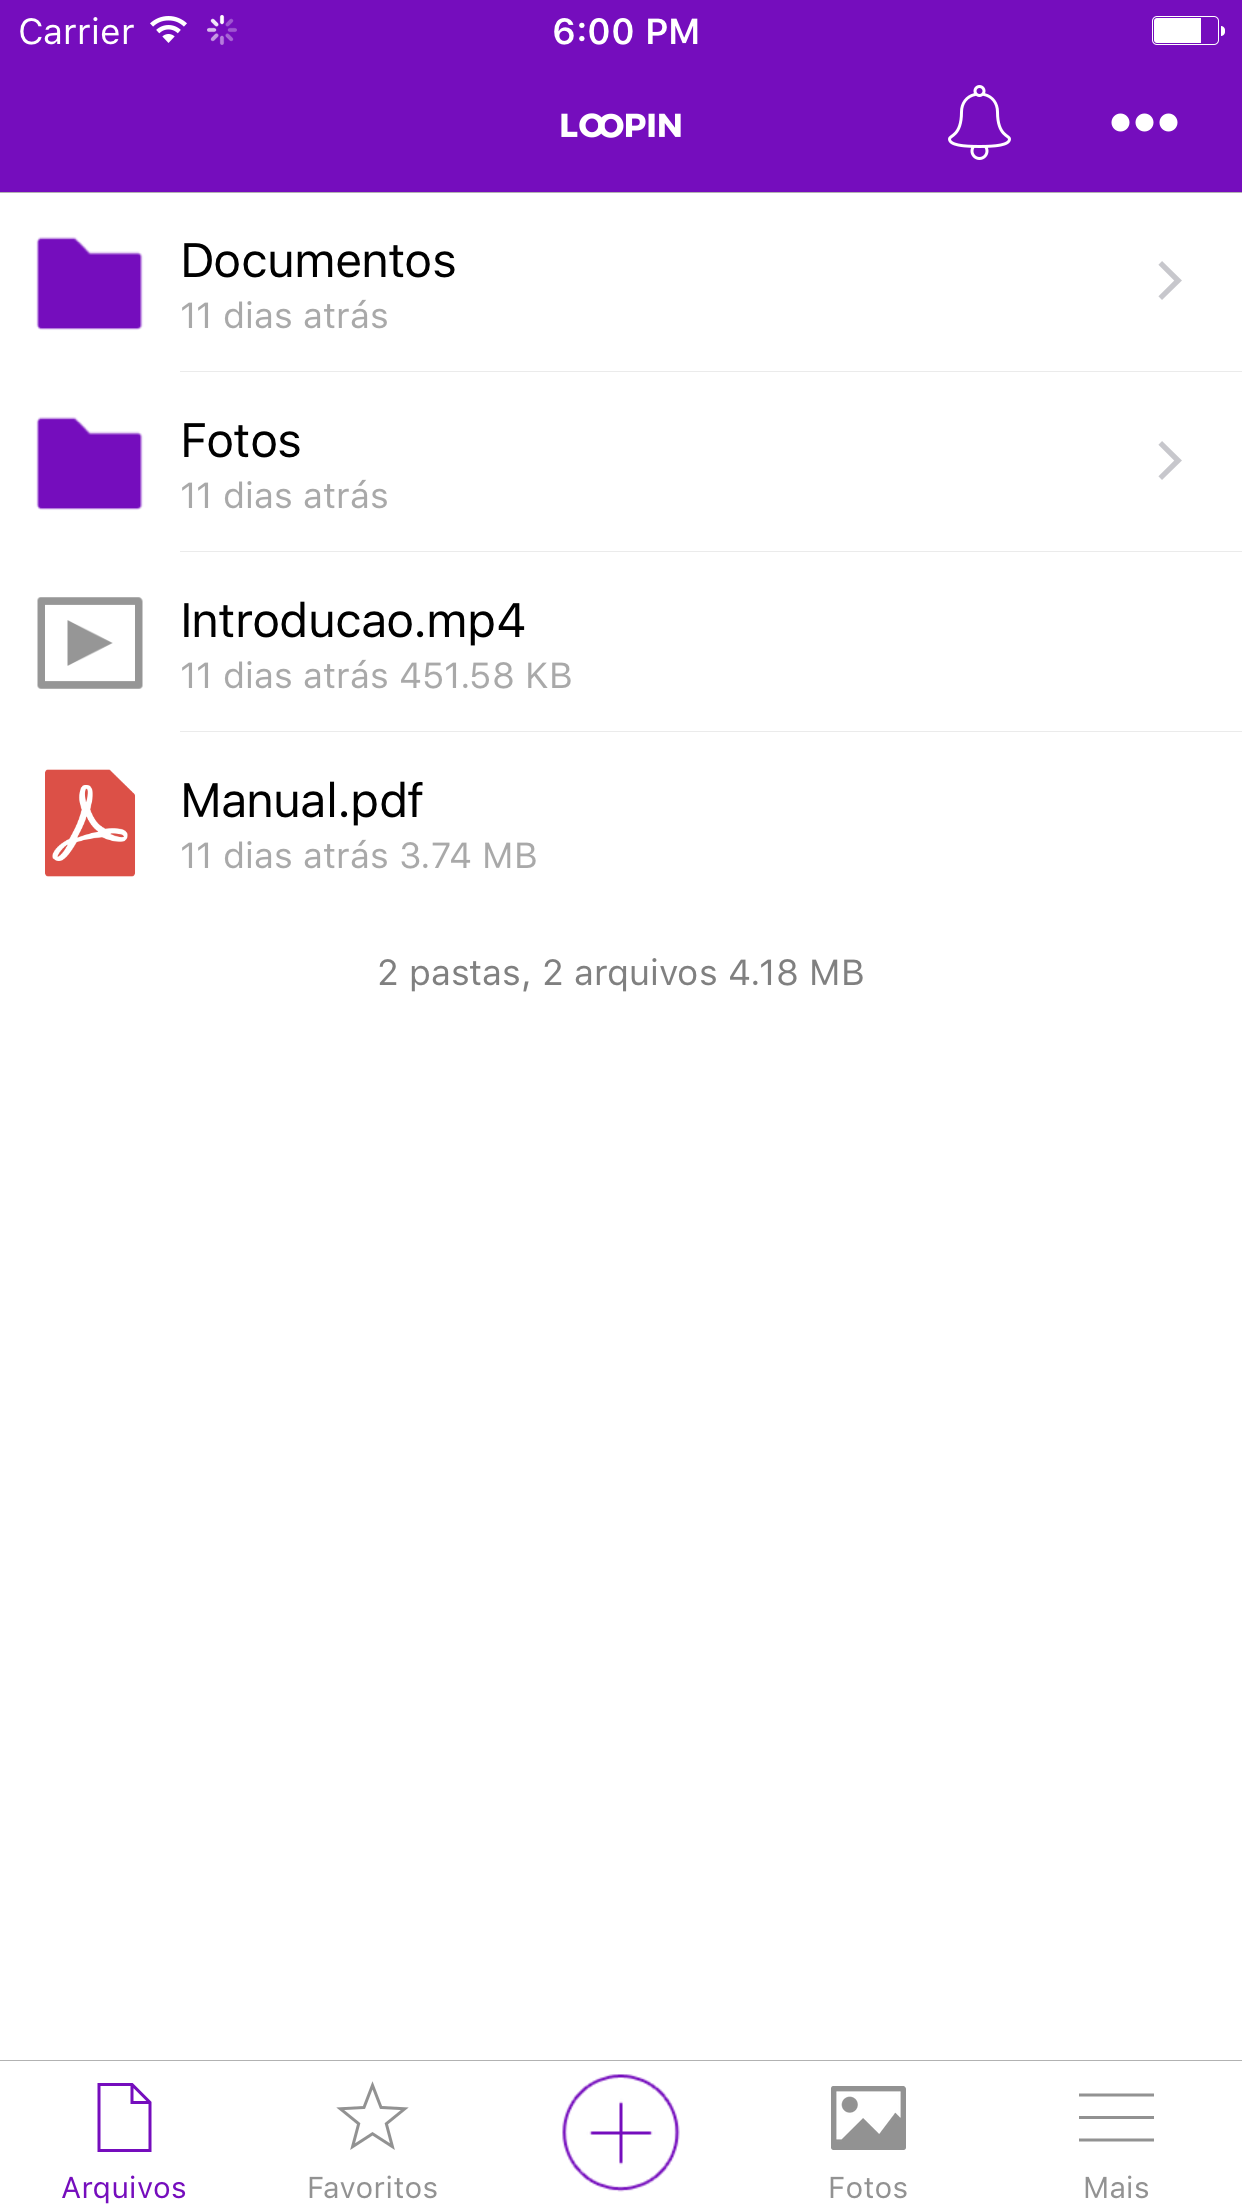 Carrier 6:00 PM
LOOPIN
Documentos
11 dias atrás
Fotos
11 dias atrás
Introducao.mp4
11 dias atrás 451.58 KB
Manual.pdf
11 dias atrás 3.74 MB
2 pastas, 2 arquivos 4.18 MB
Arquivos Favoritos Fotos Mais